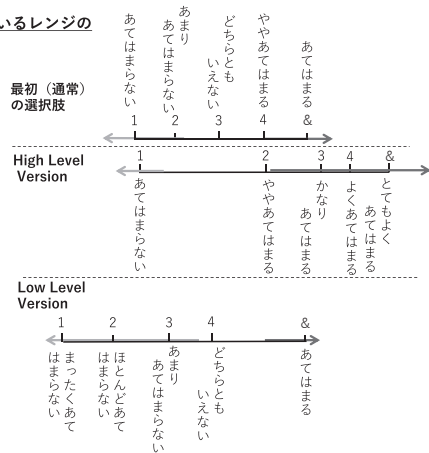 いるレンジの
あてはまらない
あまり
あてはまらない
どちらとも
いえない
ややあてはまる
あてはまる
最初（通常）
の選択肢
1 2 3 4 &
High Level
Version
1 2 3 4 &
あてはまらない
ややあてはまる
かなり
あてはまる
よくあてはまる
とてもよく
あてはまる
Low Level
Version
1 2 3 4 &
まったくあて
はまらない
ほとんどあて
はまらない
あまり
あてはまらない
どちらとも
いえない
あてはまる